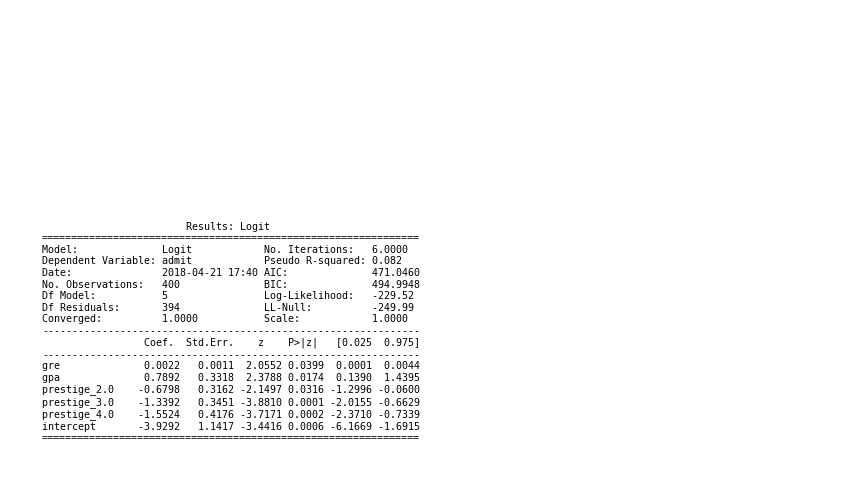 Results: Logit
===============================================================
Model:              Logit            No. Iterations:   6.0000
Dependent Variable: admit            Pseudo R-squared: 0.082
Date:               2018-04-21 17:40 AIC:              471.0460
No. Observations:   400              BIC:              494.9948
Df Model:           5                Log-Likelihood:   -229.52
Df Residuals:       394              LL-Null:          -249.99
Converged:          1.0000           Scale:            1.0000
---------------------------------------------------------------
                 Coef.  Std.Err.    z    P>|z|   [0.025  0.975]
---------------------------------------------------------------
gre              0.0022   0.0011  2.0552 0.0399  0.0001  0.0044
gpa              0.7892   0.3318  2.3788 0.0174  0.1390  1.4395
prestige_2.0    -0.6798   0.3162 -2.1497 0.0316 -1.2996 -0.0600
prestige_3.0    -1.3392   0.3451 -3.8810 0.0001 -2.0155 -0.6629
prestige_4.0    -1.5524   0.4176 -3.7171 0.0002 -2.3710 -0.7339
intercept       -3.9292   1.1417 -3.4416 0.0006 -6.1669 -1.6915
===============================================================